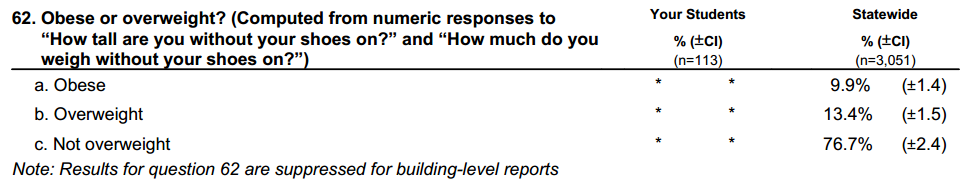 62. Obese or overweight? (Computed from numeric responses to Your Students Statewide
“How tall are you without your shoes on?” and “How much do you % (±CI) % (±CI)
weigh without your shoes on?”) (n=113) (n=3,051)
a. Obese * * 9.9% (±1.4)
b. Overweight * * 13.4% (±1.5)
c. Not overweight * * 76.7% (±2.4)
Note: Results for question 62 are suppressed for building-level reports